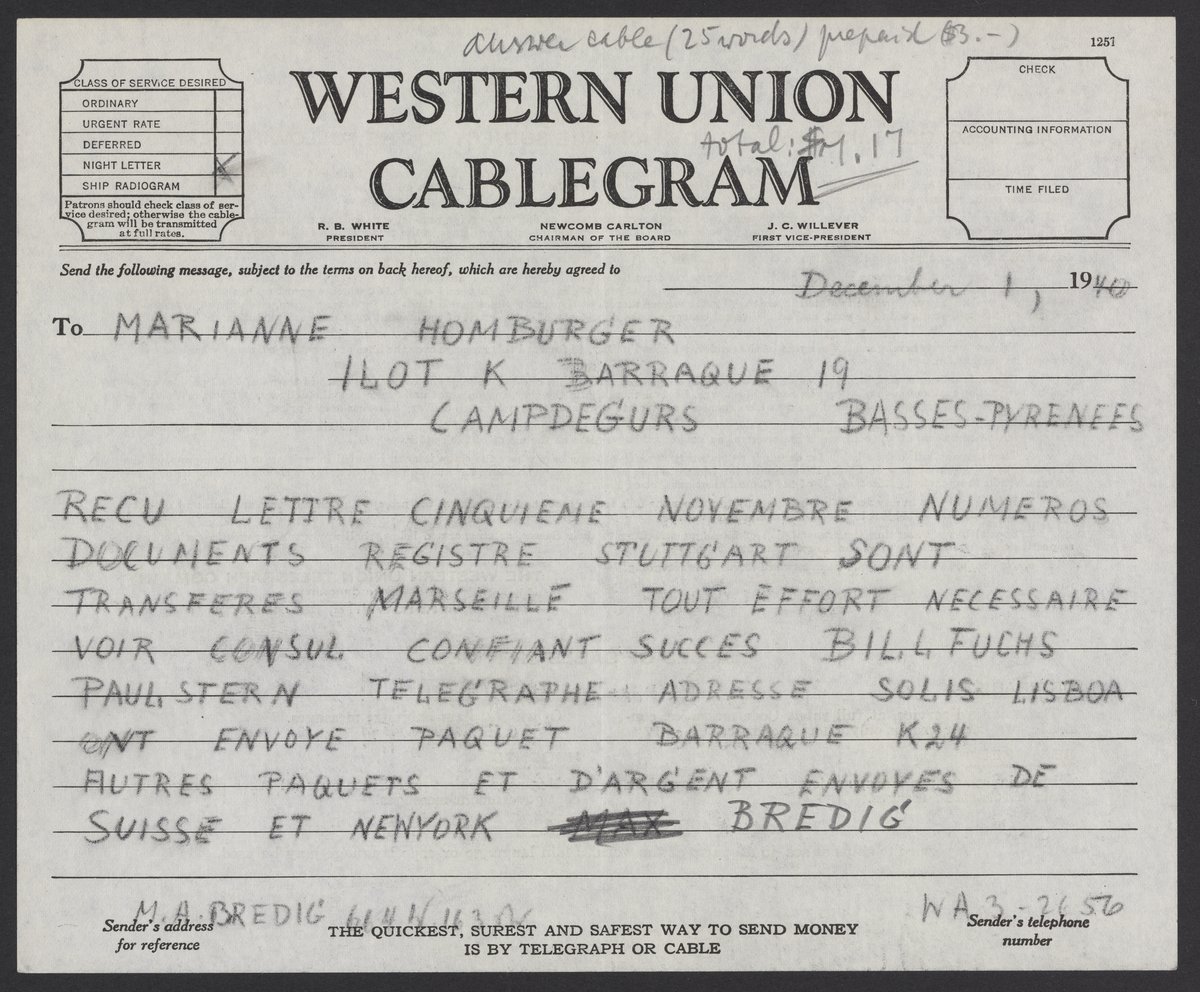 answer cable (25 words) prepaid ($3.-)
1251
CLASS OF SERVICE DESIRED
ORDINARY
URGENT RATE
DEFERRED
NIGHT LETTER X
SHIP RADIOGRAM
Patrons should check class of ser-
vice desired; otherwise the cable-
gram will be transmitted
at full rates.
WESTERN UNION
total:
CABLEGRAM
R. B. WHITE
PRESIDENT
NEWCOMB CARLTON
CHAIRMAN OF THE BOARD
J. C. WILLEVER
FIRST VICE-PRESIDENT
CHECK
ACCOUNTING INFORMATION
TIME FILED
Send the following message, subject to the terms on back hereof, which are hereby agreed to
December 1, 1940
To MARIANNE HOMBURGER
ILOT K BARRAQUE 19
CAMPDEGURS BASSES-PYRENEES
RECU LETTRE CINQUIEME NOVEMBRE NUMEROS
DOCUMENTS REGISTRE STUTTGART SONT
TRANSFERES MARSEILLE TOUT EFFORT NECESSAIRE
VOIR CONSUL CONFIANT SUCCES BILL FUCHS
PAUL STERN TELEGRAPHE ADRESSE SOLIS LISBOA
ONT ENVOYE PAQUET BARRAQUE K24
AUTRES PAQUETS ET D'ARGENT ENVOYES DE
SUISSE ET NEWYORK MAX BREDIG
M.A. BREDIG
WA 3-2656
Sender's address
for reference
THE QUICKEST, SUREST AND SAFEST WAY TO SEND MONEY
IS BY TELEGRAPH OR CABLE
Sender's telephone
number